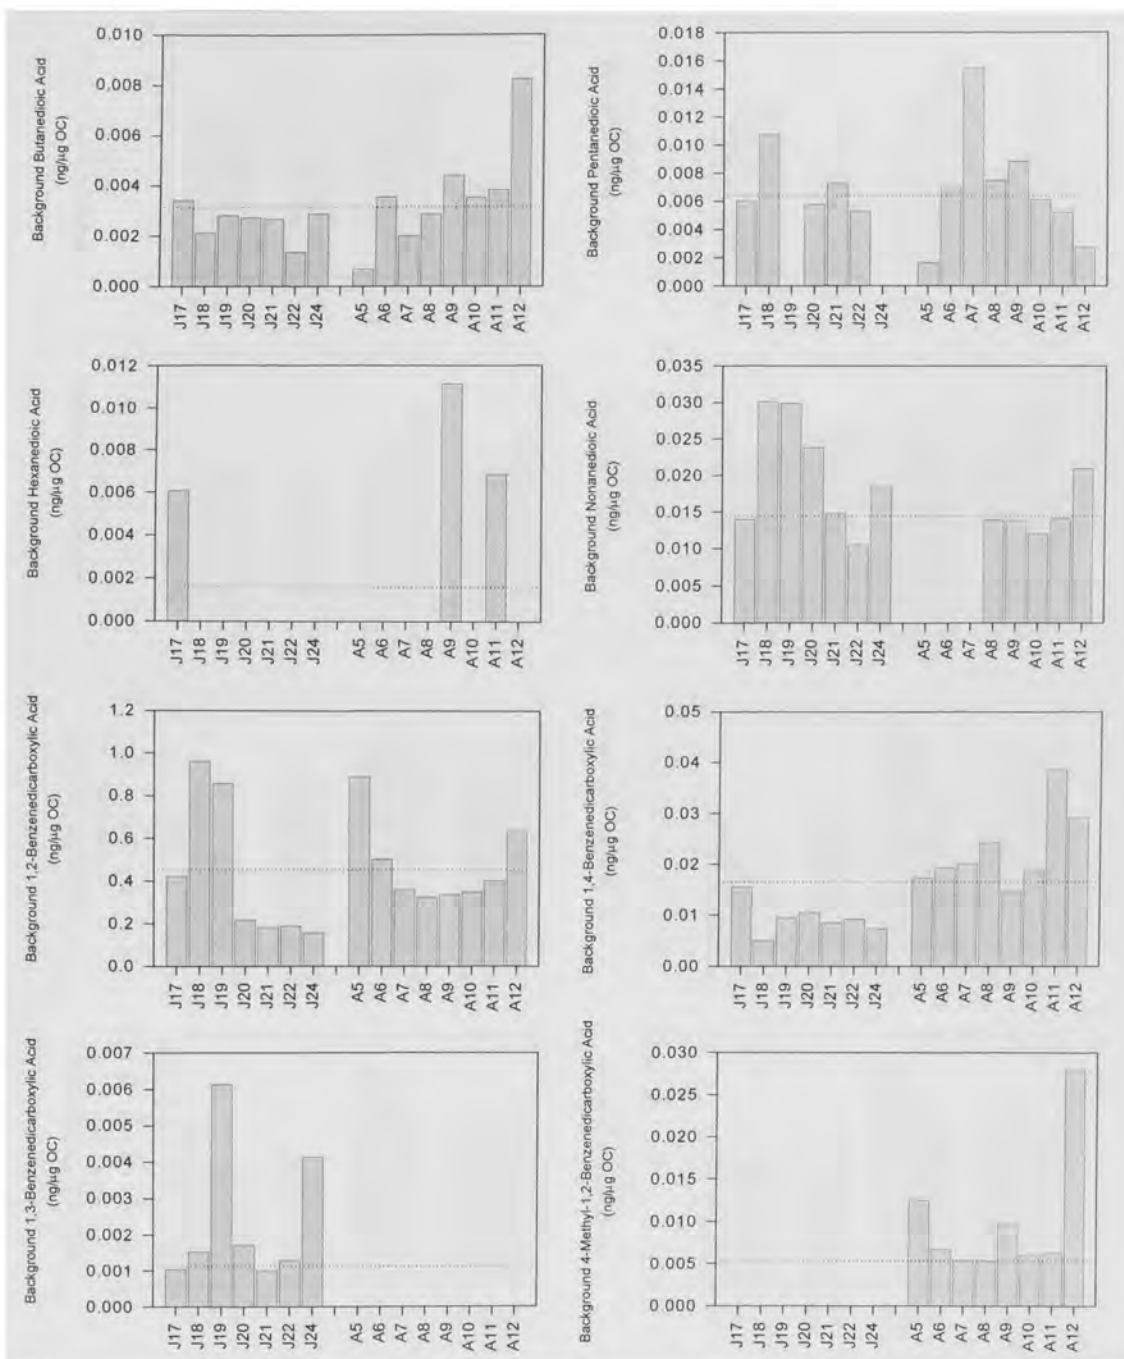 Background Butanedioic Acid
(ng/µg OC)
0.010
0.008
0.006
0.004
0.002
0.000
J17 J18 J19 J20 J21 J22 J24 A5 A6 A7 A8 A9 A10 A11 A12
Background Pentanedioic Acid
(ng/µg OC)
0.018
0.016
0.014
0.012
0.010
0.008
0.006
0.004
0.002
0.000
J17 J18 J19 J20 J21 J22 J24 A5 A6 A7 A8 A9 A10 A11 A12
Background Hexanedioic Acid
(ng/µg OC)
0.012
0.010
0.008
0.006
0.004
0.002
0.000
J17 J18 J19 J20 J21 J22 J24 A5 A6 A7 A8 A9 A10 A11 A12
Background Nonanedioic Acid
(ng/µg OC)
0.035
0.030
0.025
0.020
0.015
0.010
0.005
0.000
J17 J18 J19 J20 J21 J22 J24 A5 A6 A7 A8 A9 A10 A11 A12
Background 1,2-Benzenedicarboxylic Acid
(ng/µg OC)
1.2
1.0
0.8
0.6
0.4
0.2
0.0
J17 J18 J19 J20 J21 J22 J24 A5 A6 A7 A8 A9 A10 A11 A12
Background 1,4-Benzenedicarboxylic Acid
(ng/µg OC)
0.05
0.04
0.03
0.02
0.01
0.00
J17 J18 J19 J20 J21 J22 J24 A5 A6 A7 A8 A9 A10 A11 A12
Background 1,3-Benzenedicarboxylic Acid
(ng/µg OC)
0.007
0.006
0.005
0.004
0.003
0.002
0.001
0.000
J17 J18 J19 J20 J21 J22 J24 A5 A6 A7 A8 A9 A10 A11 A12
Background 4-Methyl-1,2-Benzenedicarboxylic Acid
(ng/µg OC)
0.030
0.025
0.020
0.015
0.010
0.005
0.000
J17 J18 J19 J20 J21 J22 J24 A5 A6 A7 A8 A9 A10 A11 A12